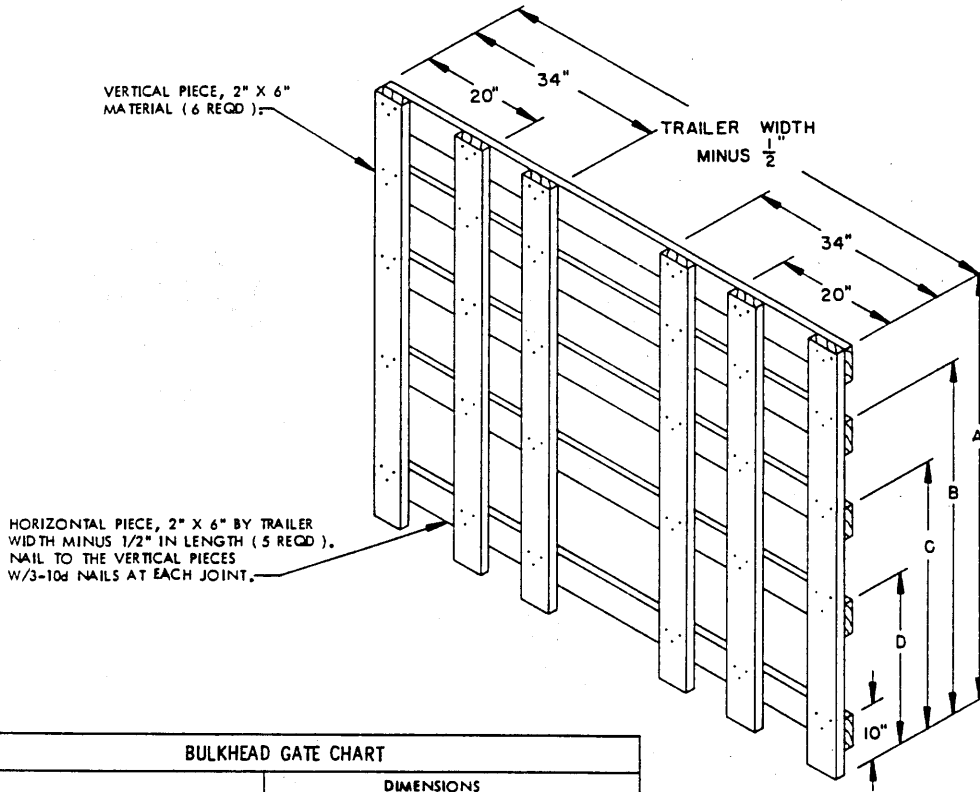 VERTICAL PIECE, 2" X 6"
MATERIAL (6 REQD).
20"
34"
TRAILER WIDTH
MINUS 1/2"
34"
20"
A
B
C
D
10"
HORIZONTAL PIECE, 2" X 6" BY TRAILER
WIDTH MINUS 1/2" IN LENGTH (5 REQD).
NAIL TO THE VERTICAL PIECES
W/3-10d NAILS AT EACH JOINT.
BULKHEAD GATE CHART
DIMENSIONS